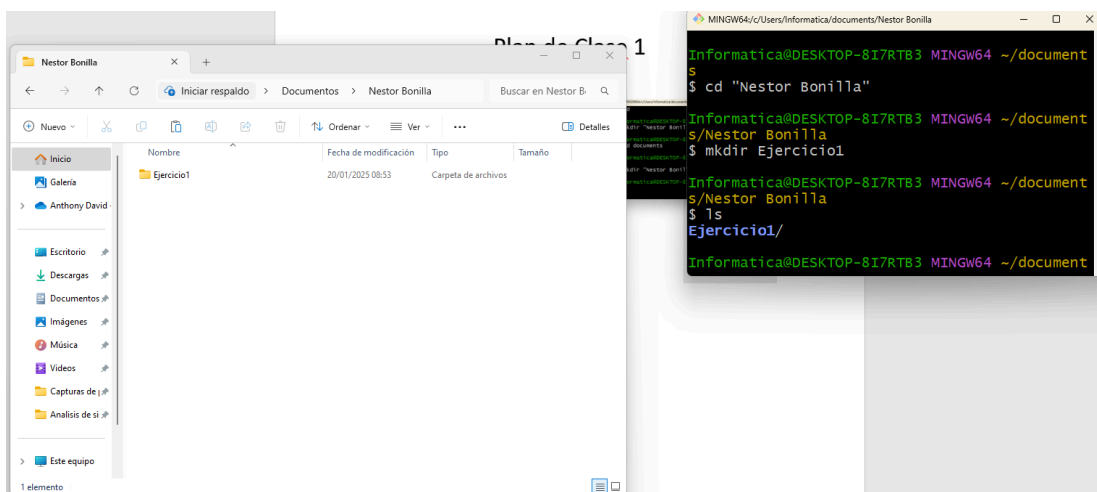 Plan de Clase 1
Nestor Bonilla
Iniciar respaldo > Documentos > Nestor Bonilla
Buscar en Nestor B
Nuevo
Ordenar
Ver
Detalles
Nombre
Fecha de modificación
Tipo
Tamaño
Ejercicio1
20/01/2025 08:53
Carpeta de archivos
Inicio
Galería
Anthony David
Escritorio
Descargas
Documentos
Imágenes
Música
Videos
Capturas de
Analisis de si
Este equipo
1 elemento
MINGW64:/c/Users/Informatica/documents/Nestor Bonilla
Informatica@DESKTOP-8I7RTB3 MINGW64 ~/document
s
$ cd "Nestor Bonilla"
Informatica@DESKTOP-8I7RTB3 MINGW64 ~/document
s/Nestor Bonilla
$ mkdir Ejercicio1
Informatica@DESKTOP-8I7RTB3 MINGW64 ~/document
s/Nestor Bonilla
$ ls
Ejercicio1/
Informatica@DESKTOP-8I7RTB3 MINGW64 ~/document